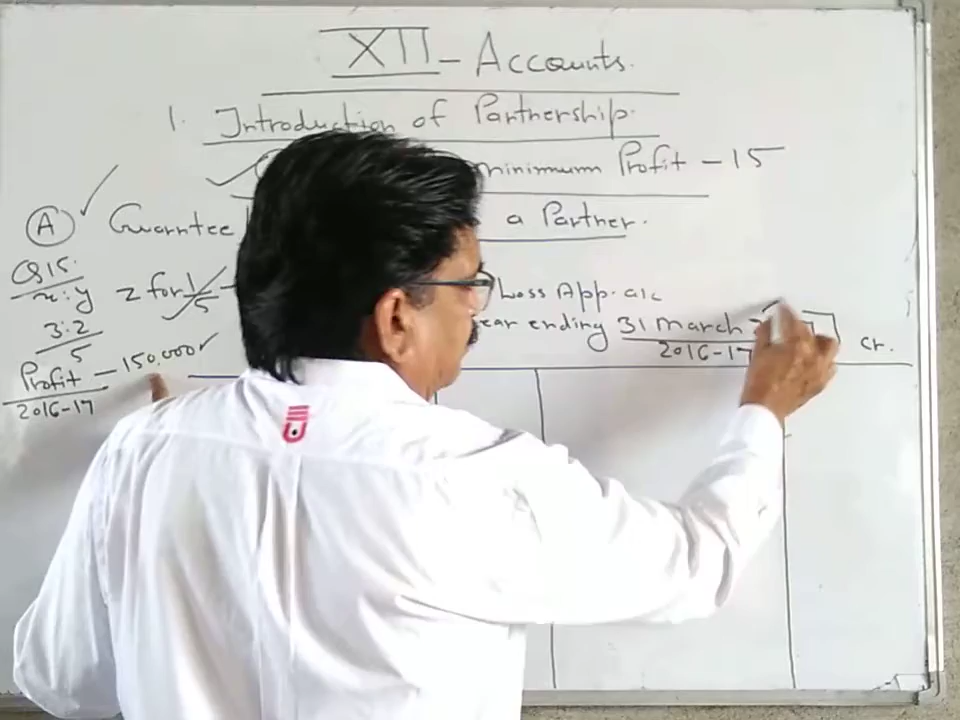 XII - Accounts.
1. Introduction of Partnership.
minimum Profit - 15
A Guarntee a Partner.
Q15.
x:y Z for 1/5
3:2
5
Loss App. a/c
ear ending 31 March
2016-17 Cr.
Profit - 150,000 ✓
2016-17